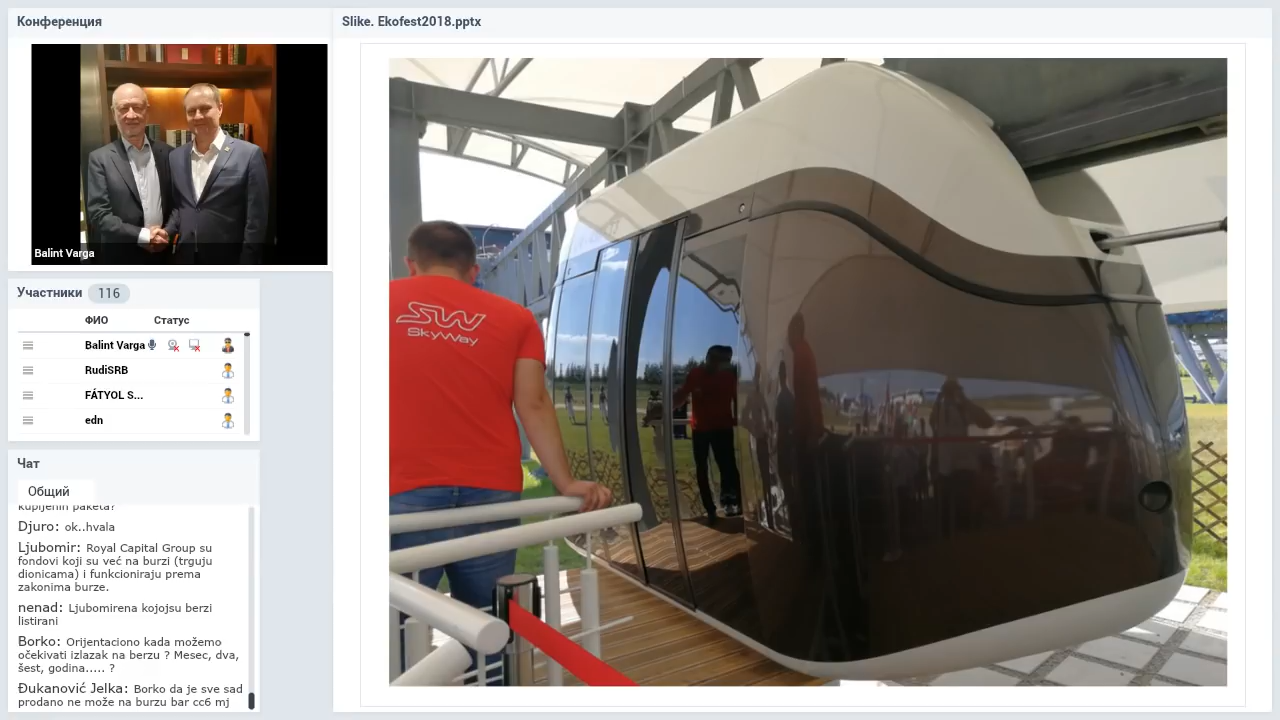 Конференция
Balint Varga
Участники 116
ФИО Статус
Balint Varga
RudiSRB
FÁTYOL S...
edn
Чат
Общий
kupljenih paketa?
Djuro: ok..hvala
Ljubomir: Royal Capital Group su
fondovi koji su već na burzi (trguju
dionicama) i funkcioniraju prema
zakonima burze.
nenad: Ljubomirena kojojsu berzi
listirani
Borko: Orijentaciono kada možemo
očekivati izlazak na berzu ? Mesec, dva,
šest, godina..... ?
Đukanović Jelka: Borko da je sve sad
prodano ne može na burzu bar cc6 mj
Slike. Ekofest2018.pptx
SW
SkyWay